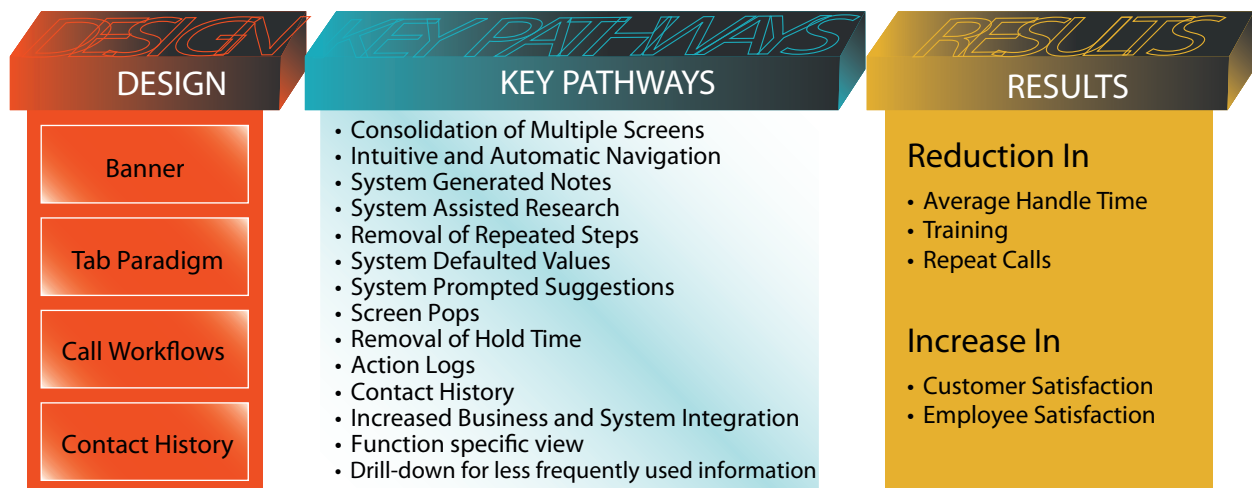 DESIGN
DESIGN
Banner
Tab Paradigm
Call Workflows
Contact History
KEY PATHWAYS
KEY PATHWAYS
• Consolidation of Multiple Screens
• Intuitive and Automatic Navigation
• System Generated Notes
• System Assisted Research
• Removal of Repeated Steps
• System Defaulted Values
• System Prompted Suggestions
• Screen Pops
• Removal of Hold Time
• Action Logs
• Contact History
• Increased Business and System Integration
• Function specific view
• Drill-down for less frequently used information
RESULTS
RESULTS
Reduction In
• Average Handle Time
• Training
• Repeat Calls
Increase In
• Customer Satisfaction
• Employee Satisfaction